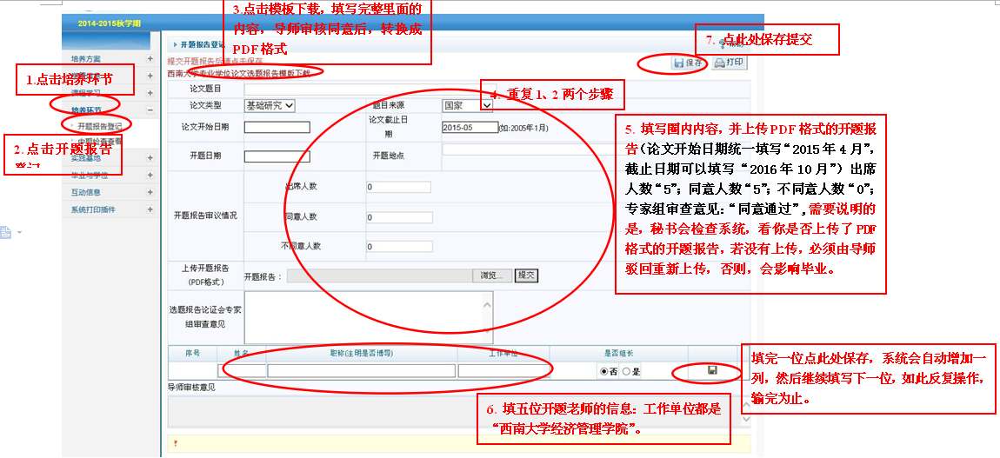 2014-2015秋学期
3.点击模板下载，填写完整里面的
内容，导师审核同意后，转换成
PDF 格式
7. 点此处保存提交
开题报告登记
提交开题报告后请点击保存
西南大学专业学位论文选题报告模版下载
保存
打印
培养方案
1.点击培养环节
课程学习
培养环节
开题报告登记
中期检查查看
2. 点击开题报告
登记
实践基地
毕业与学位
互动信息
系统打印插件
论文题目
4. 重复 1、2 两个步骤
论文类型
基础研究
题目来源
国家
论文开始日期
论文截止日
期
2015-05
(如:2005年1月)
开题日期
开题地点
开题报告审议情况
出席人数
0
同意人数
0
不同意人数
0
5. 填写圈内内容，并上传 PDF 格式的开题报
告（论文开始日期统一填写“2015 年 4 月”，
截止日期可以填写“2016 年 10 月”）出席
人数“5”；同意人数“5”；不同意人数“0”；
专家组审查意见：“同意通过”,需要说明的
是，秘书会检查系统，看你是否上传了 PDF
格式的开题报告，若没有上传，必须由导师
驳回重新上传，否则，会影响毕业。
上传开题报告
（PDF格式）
开题报告：
浏览...
提交
选题报告论证会专家
组审查意见
序号
姓名
职称(主明是否博导)
工作单位
是否组长
否
是
填完一位点此处保存，系统会自动增加一
列，然后继续填写下一位，如此反复操作，
输完为止。
导师审核意见
6. 填五位开题老师的信息：工作单位都是
“西南大学经济管理学院”。